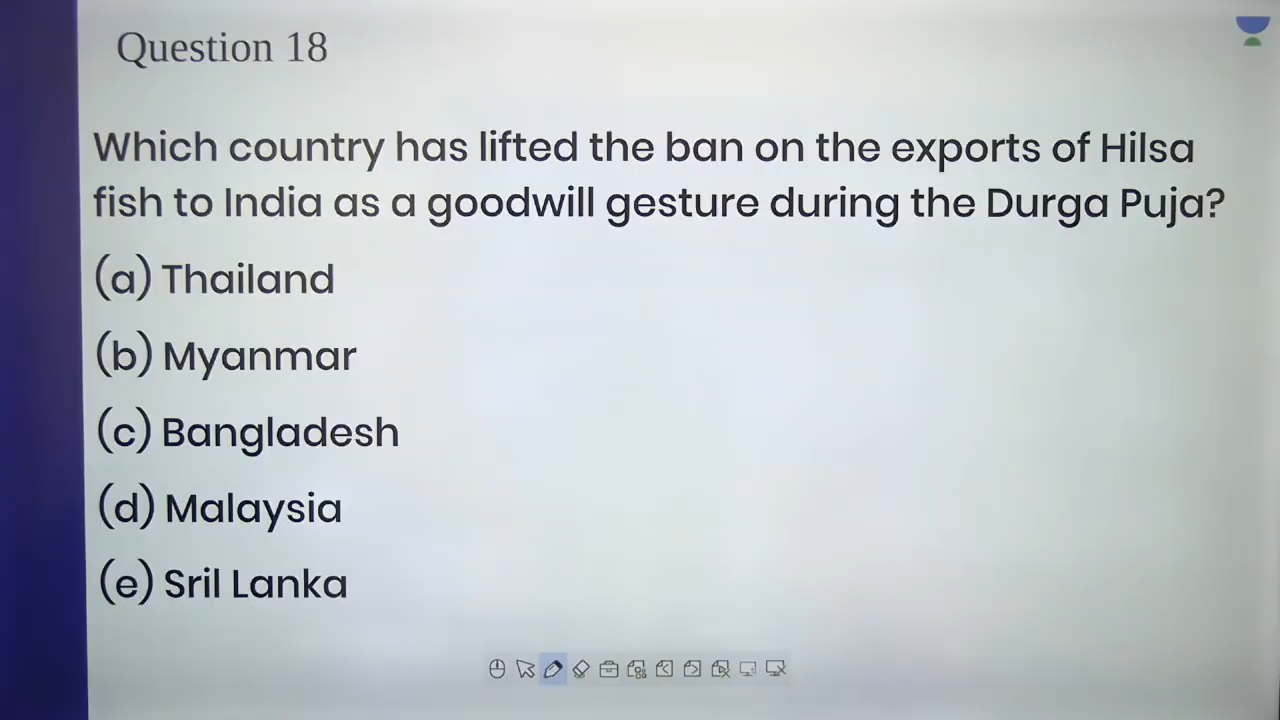 Question 18
Which country has lifted the ban on the exports of Hilsa
fish to India as a goodwill gesture during the Durga Puja?
(a) Thailand
(b) Myanmar
(c) Bangladesh
(d) Malaysia
(e) Sril Lanka